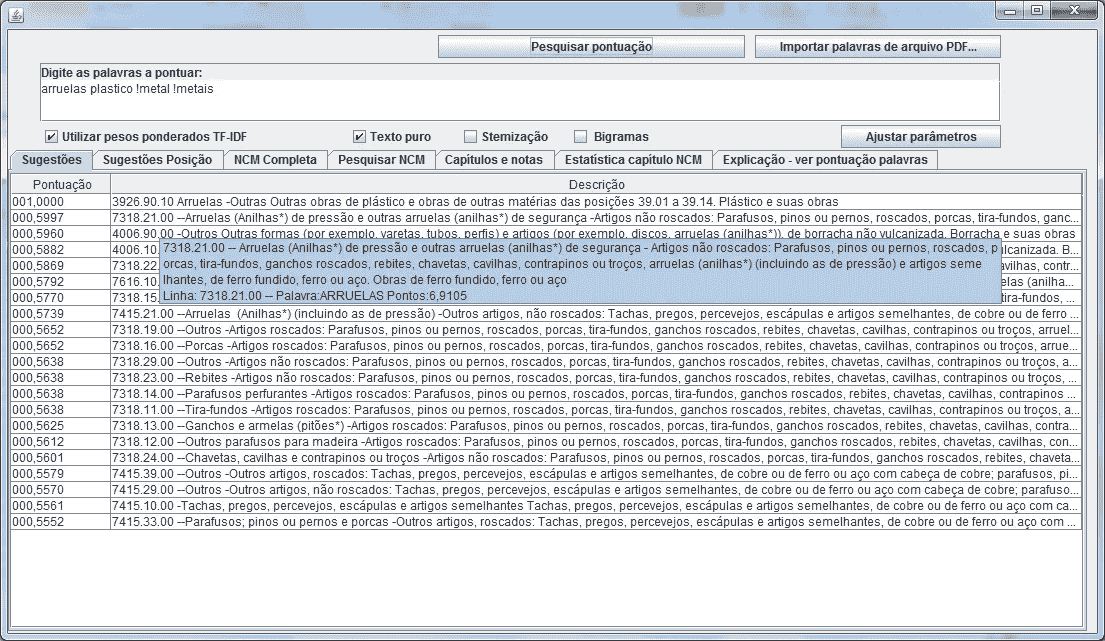 Pesquisar pontuação
Importar palavras de arquivo PDF...
Digite as palavras a pontuar:
arruelas plastico !metal !metais
Utilizar pesos ponderados TF-IDF
Texto puro
Stemização
Bigramas
Ajustar parâmetros
Sugestões
Sugestões Posição
NCM Completa
Pesquisar NCM
Capítulos e notas
Estatística capítulo NCM
Explicação - ver pontuação palavras
Pontuação Descrição
001,0000 3926.90.10 Arruelas -Outras Outras obras de plástico e obras de outras matérias das posições 39.01 a 39.14. Plástico e suas obras
000,5997 7318.21.00 --Arruelas (Anilhas*) de pressão e outras arruelas (anilhas*) de segurança -Artigos não roscados: Parafusos, pinos ou pernos, roscados, porcas, tira-fundos, ganc...
000,5960 4006.90.00 -Outros Outras formas (por exemplo, varetas, tubos, perfis) e artigos (por exemplo, discos, arruelas (anilhas*)), de borracha não vulcanizada. Borracha e suas obras
000,5882 4006.10. ulcanizada. B...
7318.21.00 -- Arruelas (Anilhas*) de pressão e outras arruelas (anilhas*) de segurança - Artigos não roscados: Parafusos, pinos ou pernos, roscados, p
000,5869 7318.22. avilhas, contr...
orcas, tira-fundos, ganchos roscados, rebites, chavetas, cavilhas, contrapinos ou troços, arruelas (anilhas*) (incluindo as de pressão) e artigos seme
000,5792 7616.10. elas (anilha...
lhantes, de ferro fundido, ferro ou aço. Obras de ferro fundido, ferro ou aço
000,5770 7318.15. tira-fundos, ...
Linha: 7318.21.00 -- Palavra:ARRUELAS Pontos:6,9105
000,5739 7415.21.00 --Arruelas (Anilhas*) (incluindo as de pressão) -Outros artigos, não roscados: Tachas, pregos, percevejos, escápulas e artigos semelhantes, de cobre ou de ferro ...
000,5652 7318.19.00 --Outros -Artigos roscados: Parafusos, pinos ou pernos, roscados, porcas, tira-fundos, ganchos roscados, rebites, chavetas, cavilhas, contrapinos ou troços, arruel...
000,5652 7318.16.00 --Porcas -Artigos roscados: Parafusos, pinos ou pernos, roscados, porcas, tira-fundos, ganchos roscados, rebites, chavetas, cavilhas, contrapinos ou troços, arrue...
000,5638 7318.29.00 --Outros -Artigos não roscados: Parafusos, pinos ou pernos, roscados, porcas, tira-fundos, ganchos roscados, rebites, chavetas, cavilhas, contrapinos ou troços, a...
000,5638 7318.23.00 --Rebites -Artigos não roscados: Parafusos, pinos ou pernos, roscados, porcas, tira-fundos, ganchos roscados, rebites, chavetas, cavilhas, contrapinos ou troços, ...
000,5638 7318.14.00 --Parafusos perfurantes -Artigos roscados: Parafusos, pinos ou pernos, roscados, porcas, tira-fundos, ganchos roscados, rebites, chavetas, cavilhas, contrapinos ...
000,5638 7318.11.00 --Tira-fundos -Artigos roscados: Parafusos, pinos ou pernos, roscados, porcas, tira-fundos, ganchos roscados, rebites, chavetas, cavilhas, contrapinos ou troços, a...
000,5625 7318.13.00 --Ganchos e armelas (pitões*) -Artigos roscados: Parafusos, pinos ou pernos, roscados, porcas, tira-fundos, ganchos roscados, rebites, chavetas, cavilhas, contra...
000,5612 7318.12.00 --Outros parafusos para madeira -Artigos roscados: Parafusos, pinos ou pernos, roscados, porcas, tira-fundos, ganchos roscados, rebites, chavetas, cavilhas, con...
000,5601 7318.24.00 --Chavetas, cavilhas e contrapinos ou troços -Artigos não roscados: Parafusos, pinos ou pernos, roscados, porcas, tira-fundos, ganchos roscados, rebites, chaveta...
000,5579 7415.39.00 --Outros -Outros artigos, roscados: Tachas, pregos, percevejos, escápulas e artigos semelhantes, de cobre ou de ferro ou aço com cabeça de cobre; parafusos, pi...
000,5570 7415.29.00 --Outros -Outros artigos, não roscados: Tachas, pregos, percevejos, escápulas e artigos semelhantes, de cobre ou de ferro ou aço com cabeça de cobre; parafuso...
000,5561 7415.10.00 -Tachas, pregos, percevejos, escápulas e artigos semelhantes Tachas, pregos, percevejos, escápulas e artigos semelhantes, de cobre ou de ferro ou aço com ca...
000,5552 7415.33.00 --Parafusos; pinos ou pernos e porcas -Outros artigos, roscados: Tachas, pregos, percevejos, escápulas e artigos semelhantes, de cobre ou de ferro ou aço com ...